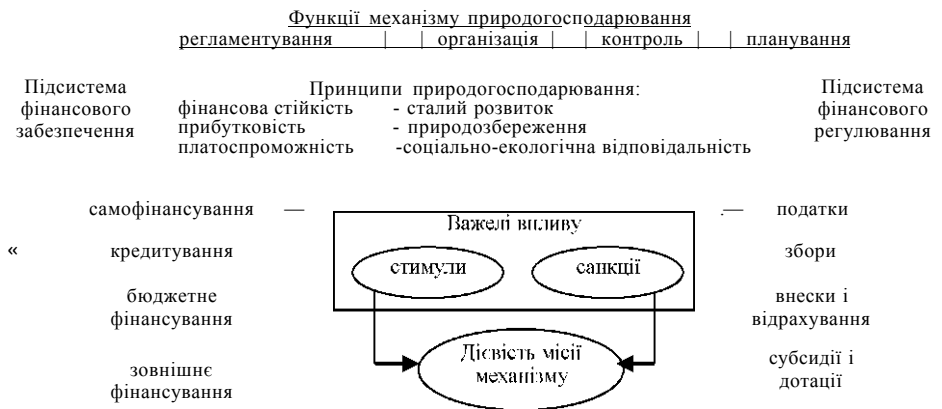 Функції механізму природогосподарювання
регламентування | | організація | | контроль | | планування
Підсистема
фінансового
забезпечення
Принципи природогосподарювання:
фінансова стійкість - сталий розвиток
прибутковість - природозбереження
платоспроможність -соціально-екологічна відповідальність
Підсистема
фінансового
регулювання
самофінансування —
« кредитування
бюджетне
фінансування
зовнішнє
фінансування
Важелі впливу
стимули санкції
Дієвість місії
механізму
.— податки
збори
внески і
відрахування
субсидії і
дотації